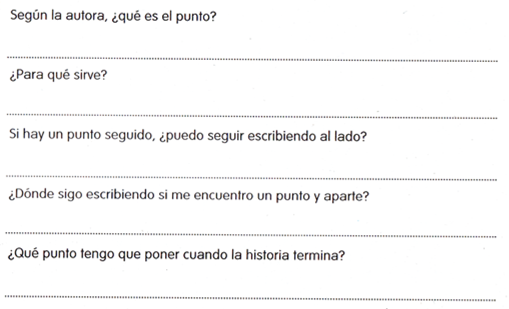 Según la autora, ¿qué es el punto?
¿Para qué sirve?
Si hay un punto seguido, ¿puedo seguir escribiendo al lado?
¿Dónde sigo escribiendo si me encuentro un punto y aparte?
¿Qué punto tengo que poner cuando la historia termina?